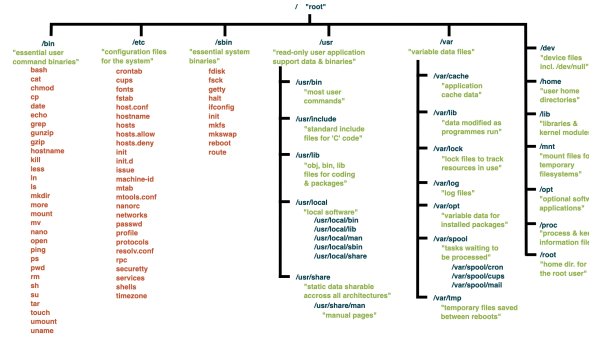 / "root"
/bin
"essential user
command binaries"
bash
cat
chmod
cp
date
echo
grep
gunzip
gzip
hostname
kill
less
ln
ls
mkdir
more
mount
mv
nano
open
ping
ps
pwd
rm
sh
su
tar
touch
umount
uname
/etc
"configuration files
for the system"
crontab
cups
fonts
fstab
host.conf
hostname
hosts
hosts.allow
hosts.deny
init
init.d
issue
machine-id
mtab
mtools.conf
nanorc
networks
passwd
profile
protocols
resolv.conf
rpc
securetty
services
shells
timezone
/sbin
"essential system
binaries"
fdisk
fsck
getty
halt
ifconfig
init
mkfs
mkswap
reboot
route
/usr
"read-only user application
support data & binaries"
/usr/bin
"most user
commands"
/usr/include
"standard include
files for 'C' code"
/usr/lib
"obj, bin, lib
files for coding
& packages"
/usr/local
"local software"
/usr/local/bin
/usr/local/lib
/usr/local/man
/usr/local/sbin
/usr/local/share
/usr/share
"static data sharable
accross all architectures"
/usr/share/man
"manual pages"
/var
"variable data files"
/var/cache
"application
cache data"
/var/lib
"data modified as
programmes run"
/var/lock
"lock files to track
resources in use"
/var/log
"log files"
/var/opt
"variable data for
installed packages"
/var/spool
"tasks waiting to
be processed"
/var/spool/cron
/var/spool/cups
/var/spool/mail
/var/tmp
"temporary files saved
between reboots"
/dev
"device files
incl. /dev/null"
/home
"user home
directories"
/lib
"libraries &
kernel module
/mnt
"mount files fo
temporary
filesystems"
/opt
"optional softw
applications"
/proc
"process & ke
information file
/root
"home dir. for
the root user"